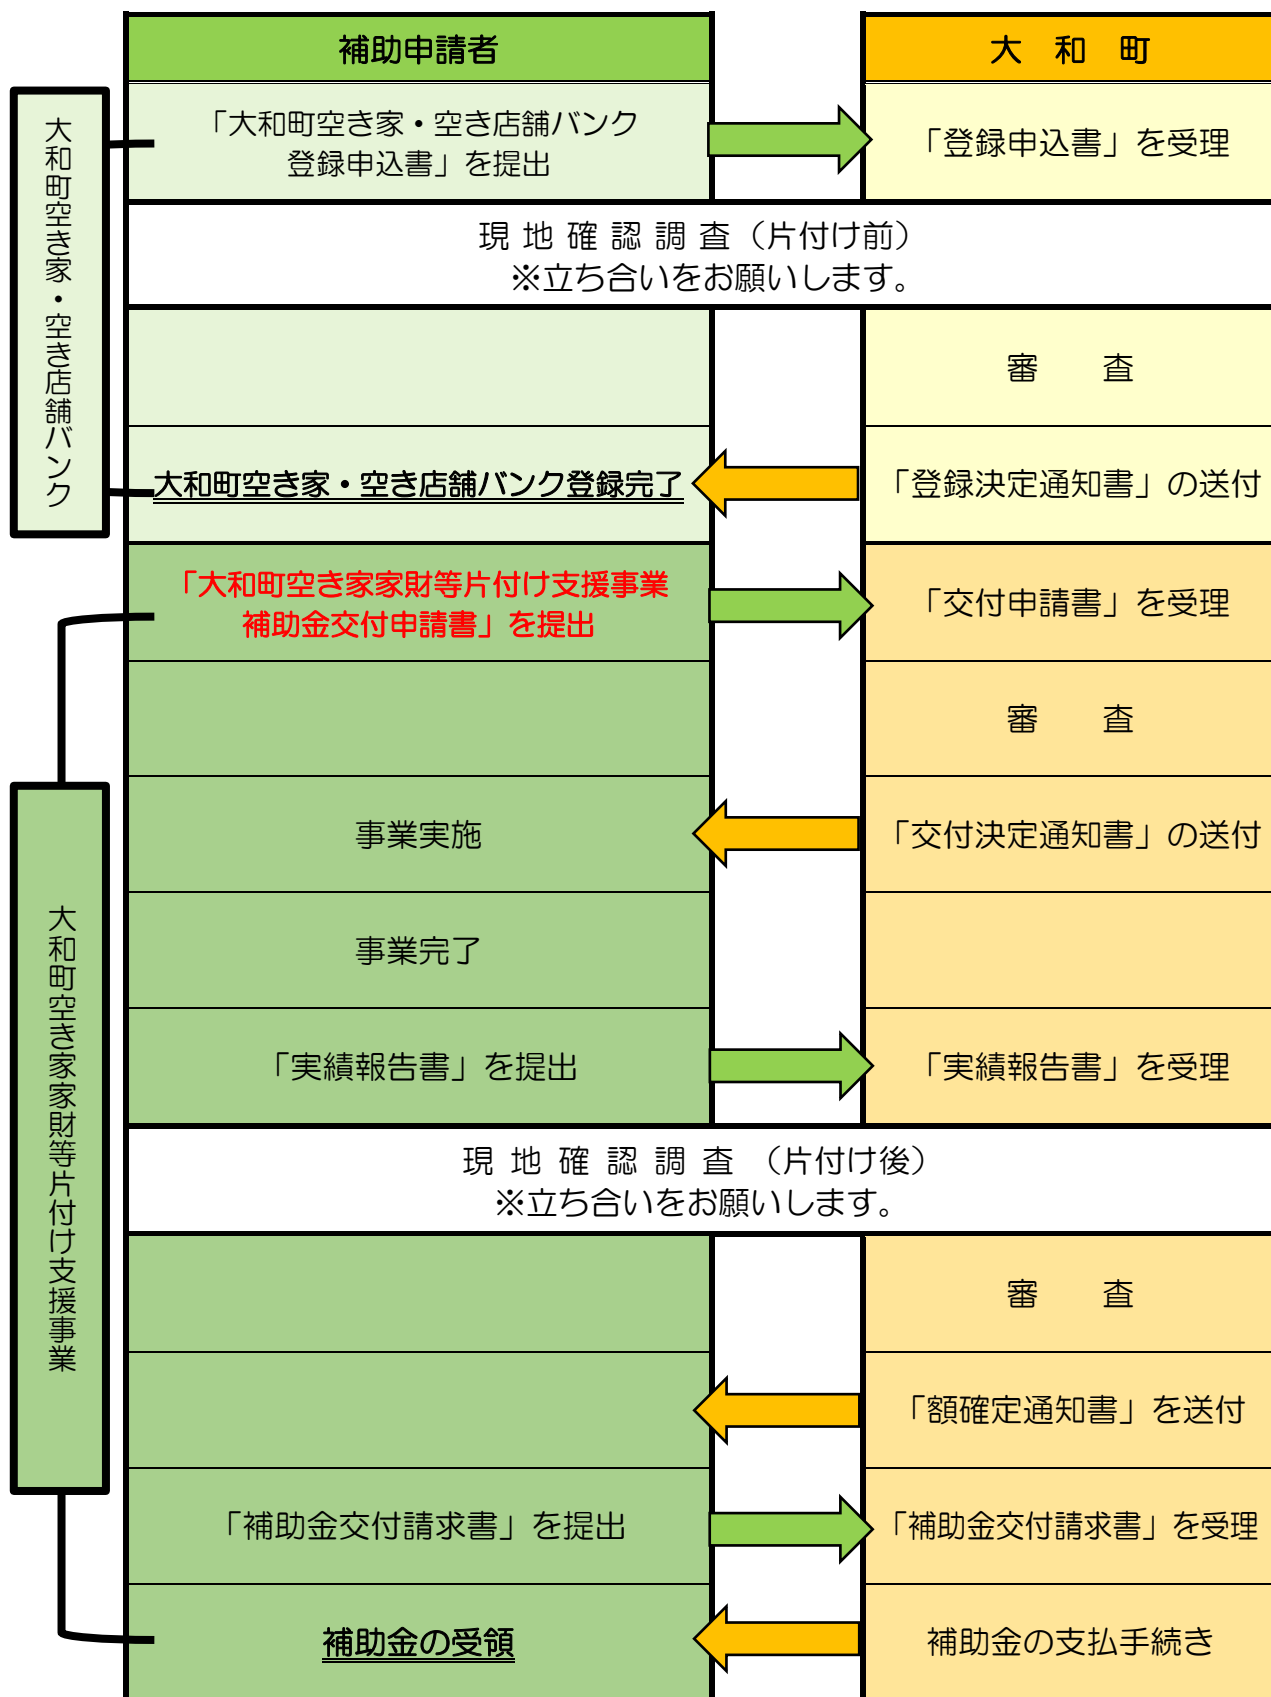 補助申請者
大 和 町
大和町空き家・空き店舗バンク
「大和町空き家・空き店舗バンク
登録申込書」を提出
「登録申込書」を受理
現 地 確 認 調 査（片付け前）
※立ち合いをお願いします。
審 査
大和町空き家・空き店舗バンク登録完了
「登録決定通知書」の送付
「大和町空き家家財等片付け支援事業
補助金交付申請書」を提出
「交付申請書」を受理
審 査
大和町空き家家財等片付け支援事業
事業実施
「交付決定通知書」の送付
事業完了
「実績報告書」を提出
「実績報告書」を受理
現 地 確 認 調 査 （片付け後）
※立ち合いをお願いします。
審 査
「額確定通知書」を送付
「補助金交付請求書」を提出
「補助金交付請求書」を受理
補助金の受領
補助金の支払手続き